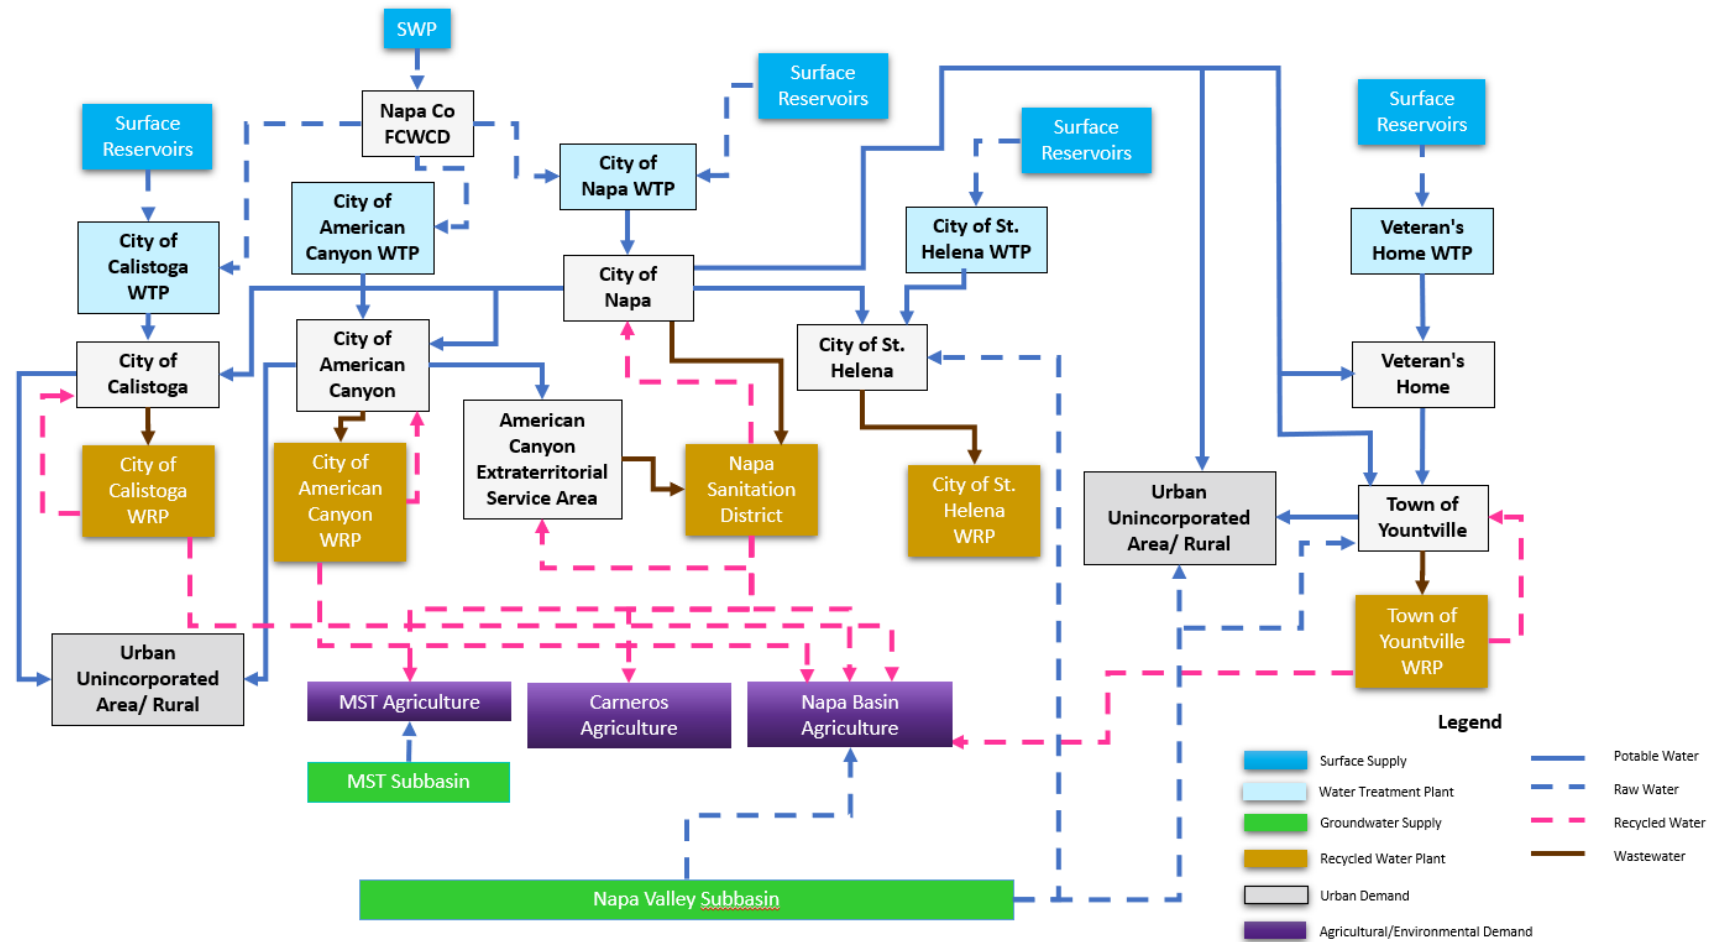 SWP
Napa Co
FCWCD
Surface
Reservoirs
Surface
Reservoirs
Surface
Reservoirs
Surface
Reservoirs
City of
Napa WTP
City of
American
Canyon WTP
City of St.
Helena WTP
Veteran's
Home WTP
City of
Calistoga
WTP
City of
Napa
City of
American
Canyon
City of St.
Helena
City of
Calistoga
Veteran's
Home
American
Canyon
Extraterritorial
Service Area
City of
Calistoga
WRP
City of
American
Canyon
WRP
Napa
Sanitation
District
City of St.
Helena
WRP
Urban
Unincorporated
Area/ Rural
Town of
Yountville
Town of
Yountville
WRP
Urban
Unincorporated
Area/ Rural
MST Agriculture
Carneros
Agriculture
Napa Basin
Agriculture
MST Subbasin
Napa Valley Subbasin
Legend
Surface Supply
Potable Water
Water Treatment Plant
Raw Water
Groundwater Supply
Recycled Water
Recycled Water Plant
Wastewater
Urban Demand
Agricultural/Environmental Demand